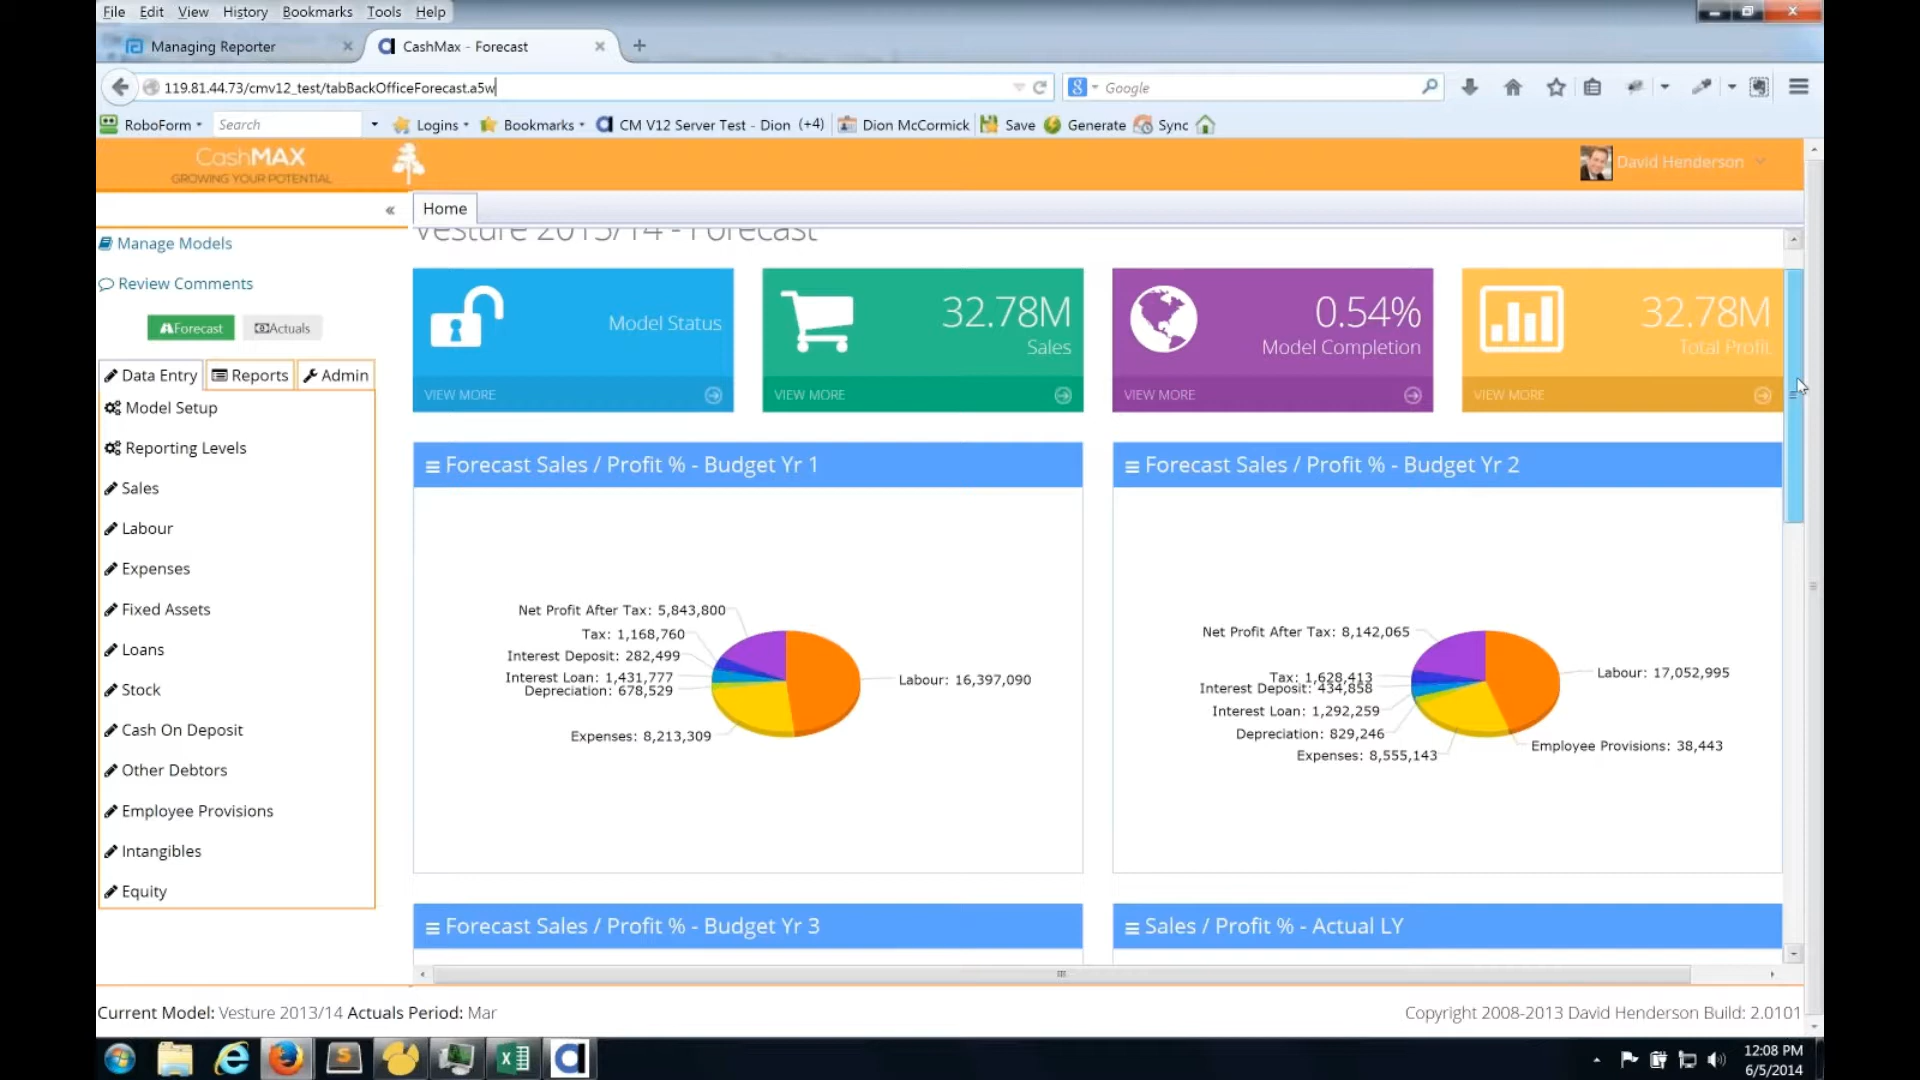 File Edit View History Bookmarks Tools Help
Managing Reporter
CashMax - Forecast
119.81.44.73/cmv12_test/tabBackOfficeForecast.a5w
Google
RoboForm Search Logins Bookmarks CM V12 Server Test - Dion (+4) Dion McCormick Save Generate Sync
CashMAX
GROWING YOUR POTENTIAL
David Henderson
« Home
Vesture 2013/14 - Forecast
Manage Models
Review Comments
Forecast Actuals
Data Entry Reports Admin
Model Setup
Reporting Levels
Sales
Labour
Expenses
Fixed Assets
Loans
Stock
Cash On Deposit
Other Debtors
Employee Provisions
Intangibles
Equity
Model Status
VIEW MORE
32.78M
Sales
VIEW MORE
0.54%
Model Completion
VIEW MORE
32.78M
Total Profit
VIEW MORE
Forecast Sales / Profit % - Budget Yr 1
Net Profit After Tax: 5,843,800
Tax: 1,168,760
Interest Deposit: 282,499
Interest Loan: 1,431,777
Depreciation: 678,529
Expenses: 8,213,309
Labour: 16,397,090
Forecast Sales / Profit % - Budget Yr 2
Net Profit After Tax: 8,142,065
Tax: 1,628,413
Interest Deposit: 434,858
Interest Loan: 1,292,259
Depreciation: 829,246
Expenses: 8,555,143
Labour: 17,052,995
Employee Provisions: 38,443
Forecast Sales / Profit % - Budget Yr 3
Sales / Profit % - Actual LY
Current Model: Vesture 2013/14 Actuals Period: Mar
Copyright 2008-2013 David Henderson Build: 2.0101
12:08 PM
6/5/2014